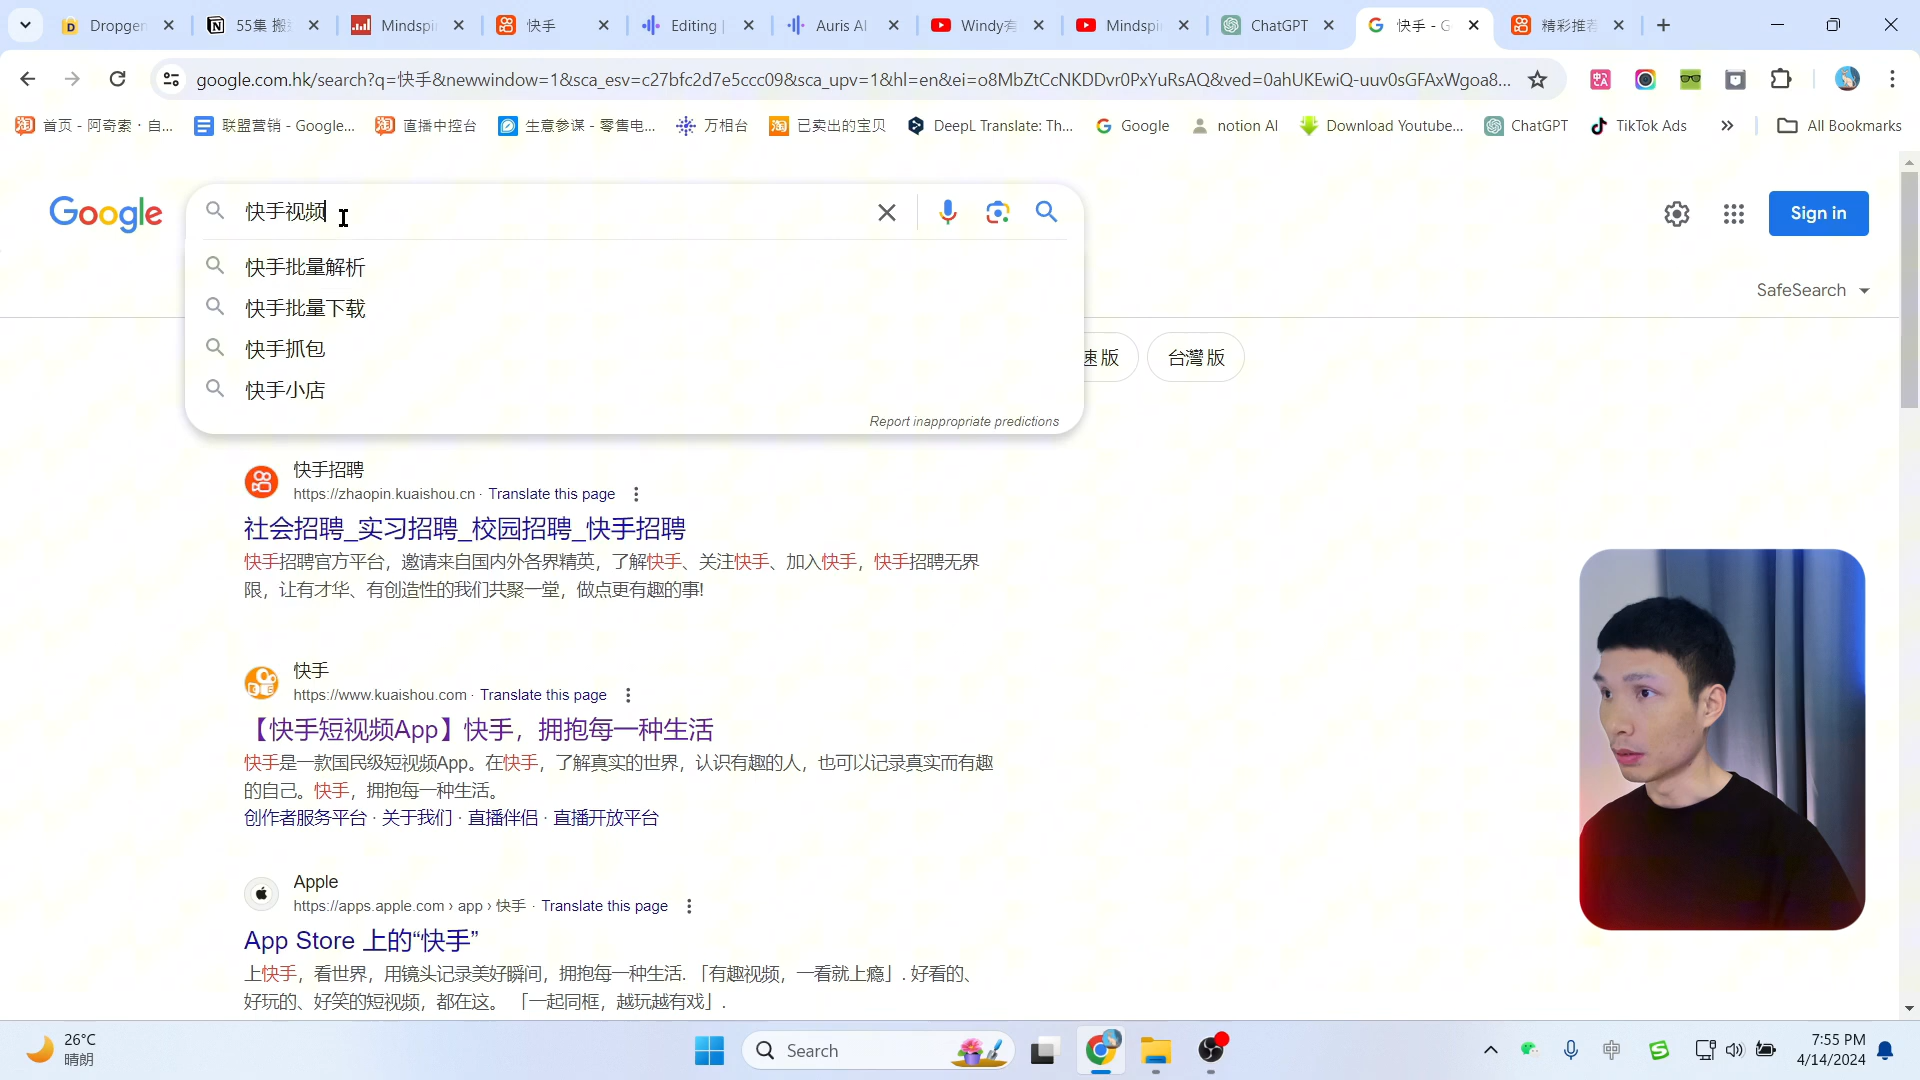 Dropgen
55集 搬
Mindspi
快手
Editing |
Auris AI
Windy有
Mindspi
ChatGPT
快手 - G
精彩推荐
google.com.hk/search?q=快手&newwindow=1&sca_esv=c27bfc2d7e5ccc09&sca_upv=1&hl=en&ei=o8MbZtCcNKDDvr0PxYuRsAQ&ved=0ahUKEwiQ-uuv0sGFAxWgoa8...
首页 - 阿奇索 · 自...
联盟营销 - Google...
直播中控台
生意参谋 - 零售电...
万相台
已卖出的宝贝
DeepL Translate: Th...
Google
notion AI
Download Youtube...
ChatGPT
TikTok Ads
All Bookmarks
Google
快手视频
Sign in
快手批量解析
快手批量下载
快手抓包
快手小店
Report inappropriate predictions
SafeSearch
速版
台灣版
快手招聘
https://zhaopin.kuaishou.cn · Translate this page
社会招聘_实习招聘_校园招聘_快手招聘
快手招聘官方平台，邀请来自国内外各界精英，了解快手、关注快手、加入快手，快手招聘无界
限，让有才华、有创造性的我们共聚一堂，做点更有趣的事!
快手
https://www.kuaishou.com · Translate this page
【快手短视频App】快手，拥抱每一种生活
快手是一款国民级短视频App。在快手，了解真实的世界，认识有趣的人，也可以记录真实而有趣
的自己。快手，拥抱每一种生活。
创作者服务平台 · 关于我们 · 直播伴侣 · 直播开放平台
Apple
https://apps.apple.com › app › 快手 · Translate this page
App Store 上的“快手”
上快手，看世界，用镜头记录美好瞬间，拥抱每一种生活.「有趣视频，一看就上瘾」. 好看的、
好玩的、好笑的短视频，都在这。 「一起同框，越玩越有戏」.
26°C
晴朗
Search
中
7:55 PM
4/14/2024